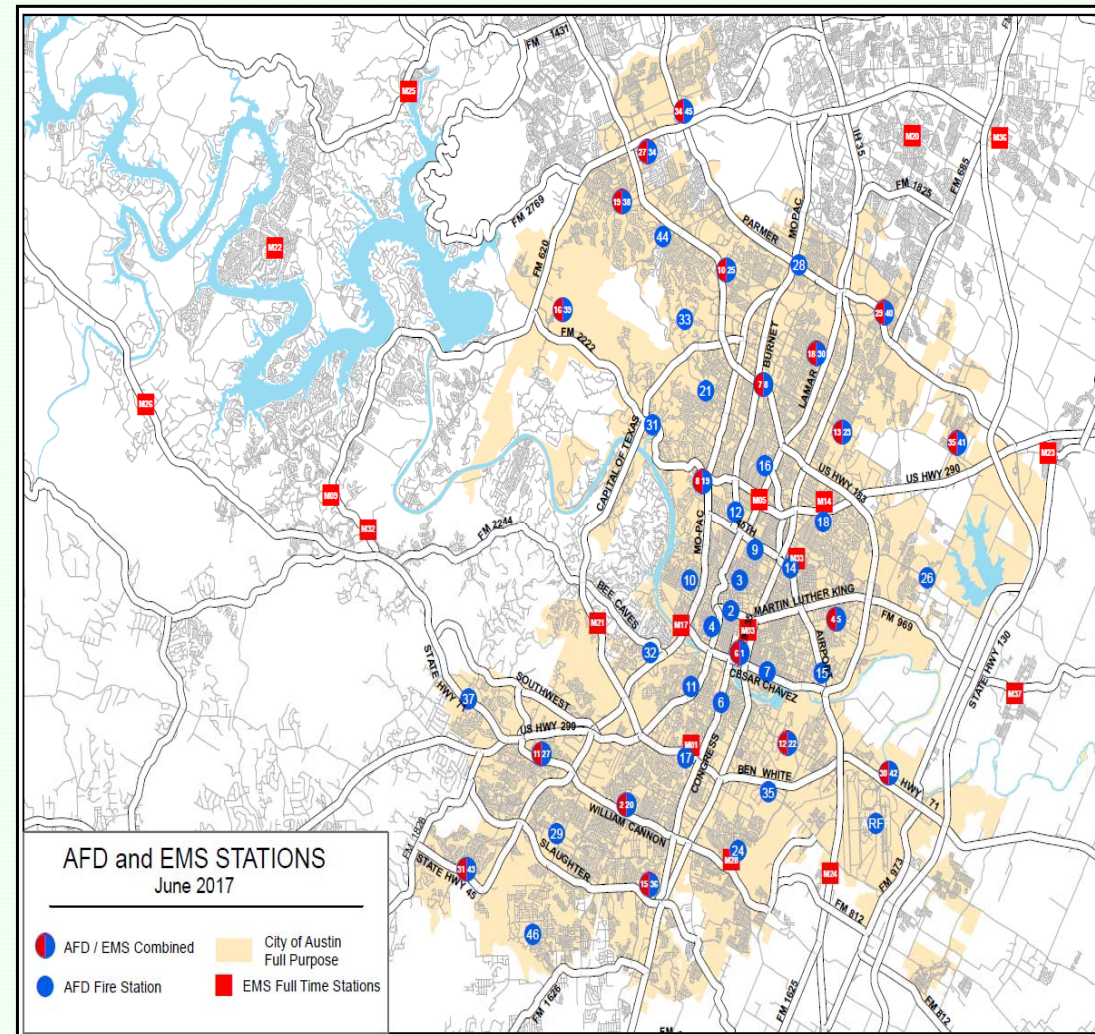 FM 1431
M25
34 45
M20
M36
27 34
IH 35
FM 1825
FM 685
19 38
FM 2769
PARMER
MOPAC
M22
44
FM 620
10 25
28
16 39
33
29 40
FM 2222
BURNET
18 30
LAMAR
7 8
21
M26
CAPITAL OF TEXAS
31
13 23
35 41
M23
16
US HWY 183
US HWY 290
8 19
M09
M05
M14
12
18
45TH
M32
FM 2244
MO-PAC
9
M33
14
10
3
26
BEE CAVES
MARTIN LUTHER KING
2
M21
M17
4
M03
4 5
FM 969
STATE HWY 130
6 1
AIRPORT
32
CESAR CHAVEZ
7
15
STATE HWY 71
SOUTHWEST
37
11
6
M37
US HWY 290
M01
11 27
17
CONGRESS
12 22
BEN WHITE
HWY 71
35
2 20
WILLIAM CANNON
RF
FM 1826
29
SLAUGHTER
24
M28
M24
FM 973
STATE HWY 45
31 43
15 36
FM 812
46
FM 1626
FM 1625
FM 812
AFD and EMS STATIONS
June 2017
AFD / EMS Combined
City of Austin
Full Purpose
AFD Fire Station
EMS Full Time Stations